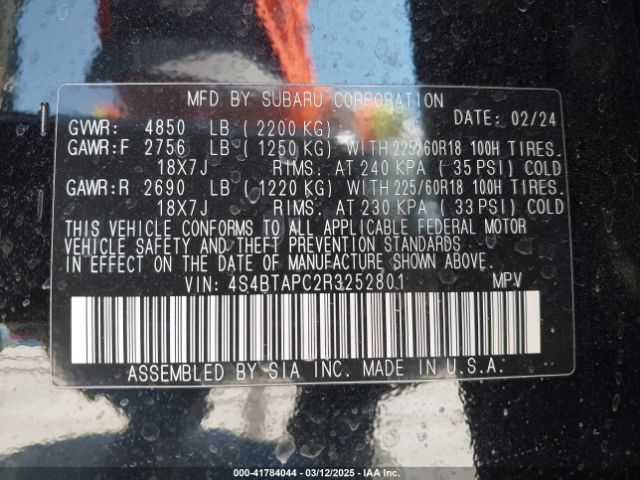 MFD BY SUBARU CORPORATION
DATE: 02/24
GVWR: 4850 LB ( 2200 KG)
GAWR:F 2756 LB ( 1250 KG) WITH 225/60R18 100H TIRES.
18X7J RIMS. AT 240 KPA ( 35 PSI) COLD
GAWR:R 2690 LB ( 1220 KG) WITH 225/60R18 100H TIRES.
18X7J RIMS. AT 230 KPA ( 33 PSI) COLD
THIS VEHICLE CONFORMS TO ALL APPLICABLE FEDERAL MOTOR
VEHICLE SAFETY AND THEFT PREVENTION STANDARDS
IN EFFECT ON THE DATE OF MANUFACTURE SHOWN ABOVE.
VIN: 4S4BTAPC2R3252801 MPV
ASSEMBLED BY SIA INC. MADE IN U.S.A.
000-41784044 — 03/12/2025 — IAA Inc.